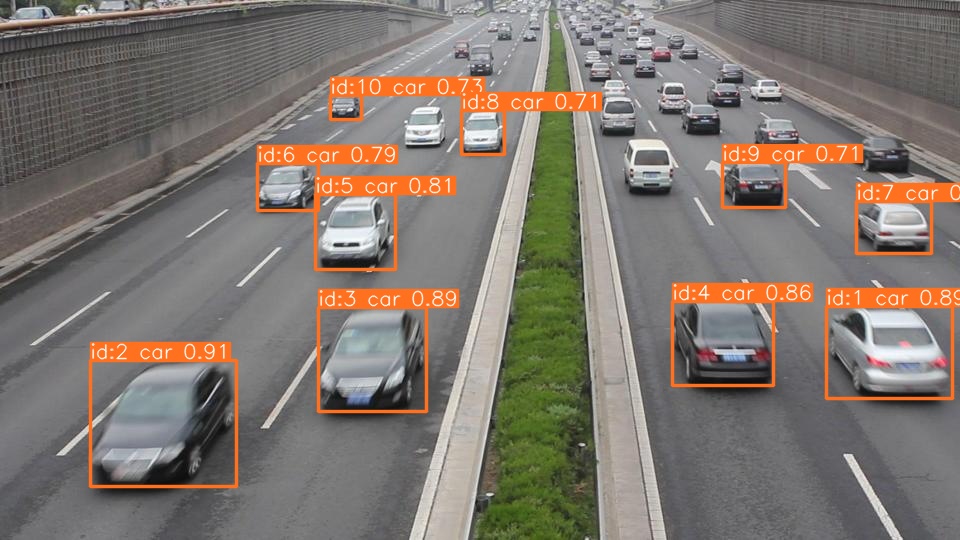 id:10 car 0.73
id:8 car 0.71
id:6 car 0.79
id:9 car 0.71
id:5 car 0.81
id:7 car 0
id:4 car 0.86
id:3 car 0.89
id:1 car 0.89
id:2 car 0.91